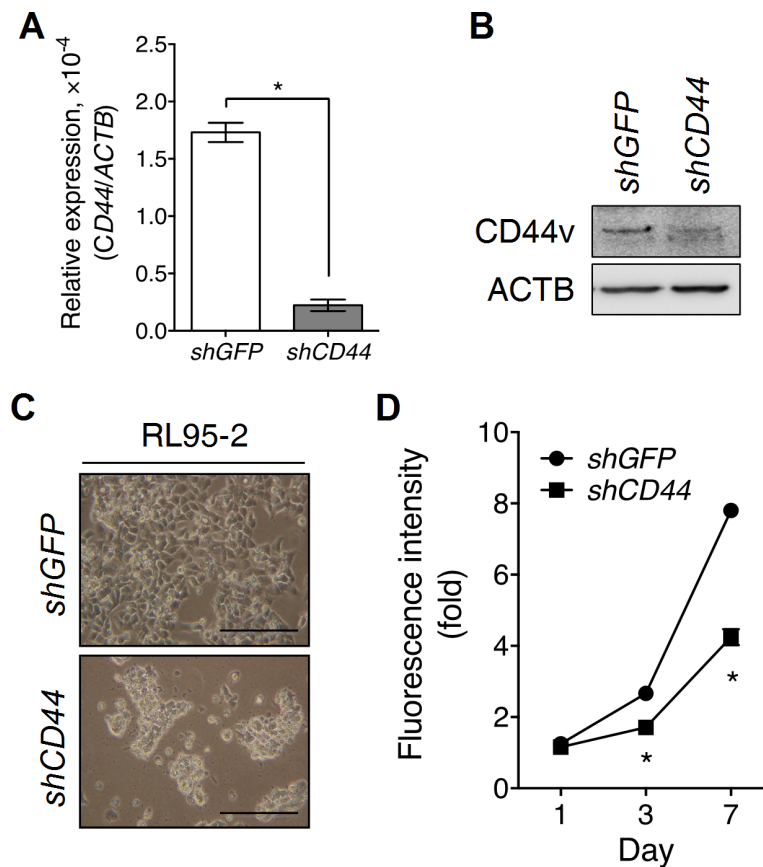 A
Relative expression, ×10⁻⁴
(CD44/ACTB)
2.5
2.0
1.5
1.0
0.5
0.0
*
shGFP
shCD44
B
shGFP
shCD44
CD44v
ACTB
C
RL95-2
shGFP
shCD44
D
Fluorescence intensity
(fold)
10
8
6
4
2
0
shGFP
shCD44
*
*
1 3 7
Day